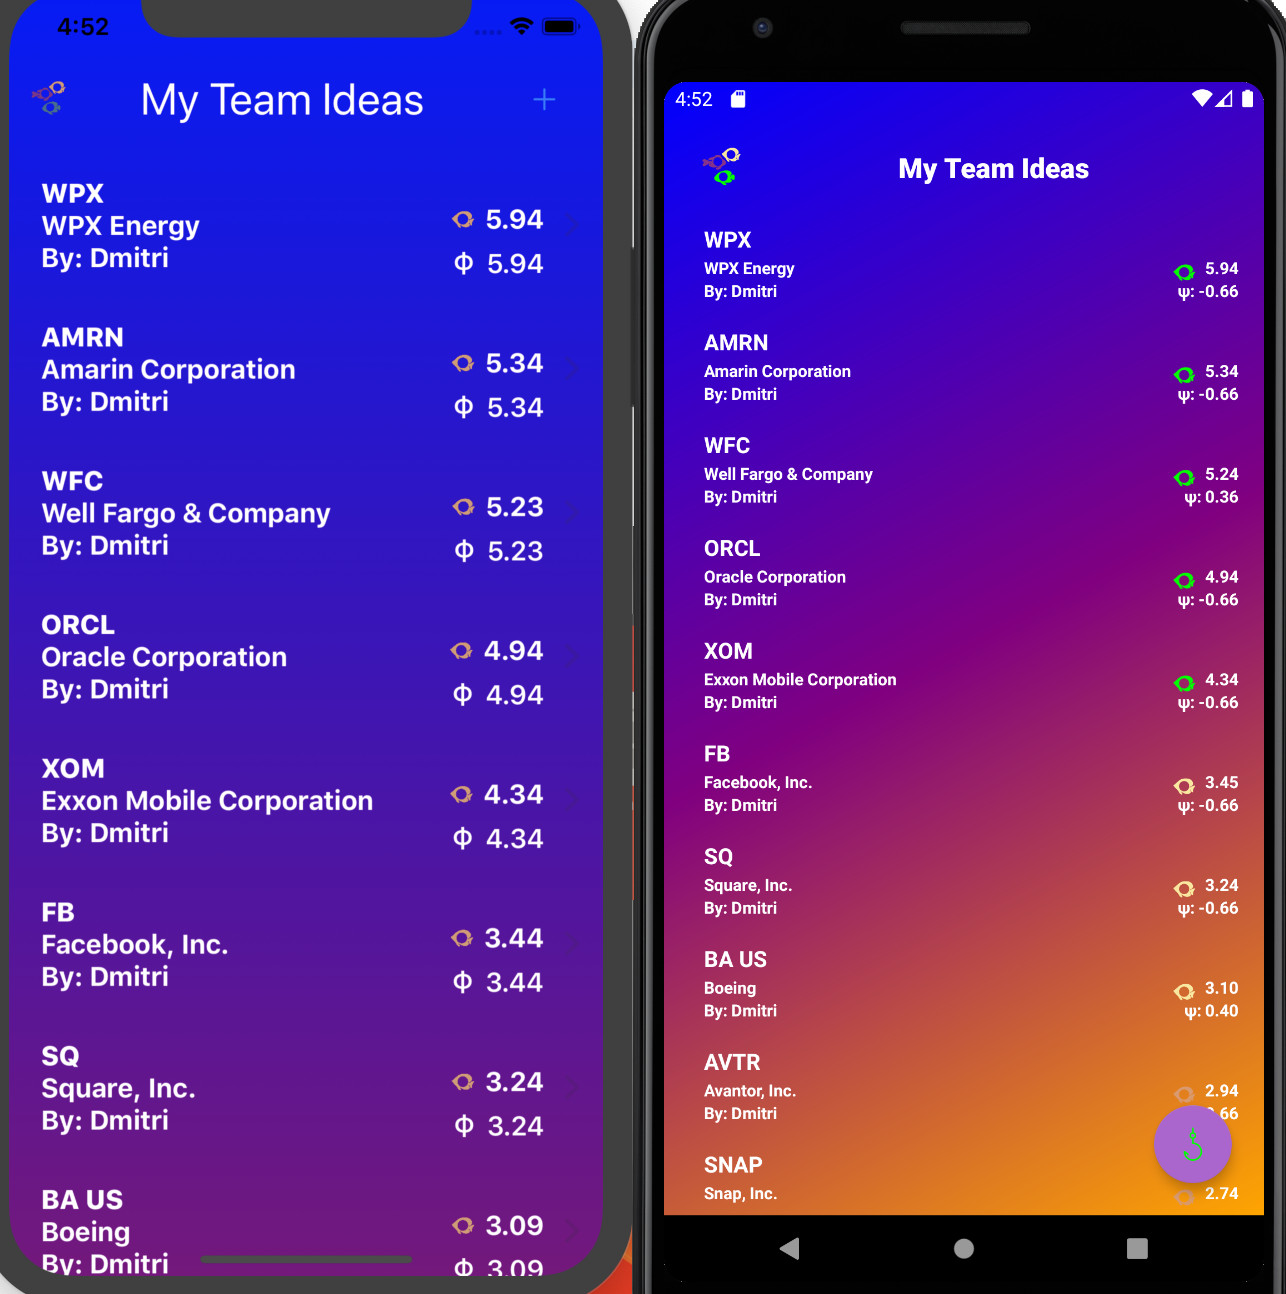 4:52
My Team Ideas
+
WPX
WPX Energy
5.94
By: Dmitri
Φ 5.94
AMRN
Amarin Corporation
5.34
By: Dmitri
Φ 5.34
WFC
Well Fargo & Company
5.23
By: Dmitri
Φ 5.23
ORCL
Oracle Corporation
4.94
By: Dmitri
Φ 4.94
XOM
Exxon Mobile Corporation
4.34
By: Dmitri
Φ 4.34
FB
Facebook, Inc.
3.44
By: Dmitri
Φ 3.44
SQ
Square, Inc.
3.24
By: Dmitri
Φ 3.24
BA US
Boeing
3.09
By: Dmitri
Φ 3.09
4:52
My Team Ideas
WPX
WPX Energy 5.94
By: Dmitri ψ: -0.66
AMRN
Amarin Corporation 5.34
By: Dmitri ψ: -0.66
WFC
Well Fargo & Company 5.24
By: Dmitri ψ: 0.36
ORCL
Oracle Corporation 4.94
By: Dmitri ψ: -0.66
XOM
Exxon Mobile Corporation 4.34
By: Dmitri ψ: -0.66
FB
Facebook, Inc. 3.45
By: Dmitri ψ: -0.66
SQ
Square, Inc. 3.24
By: Dmitri ψ: -0.66
BA US
Boeing 3.10
By: Dmitri ψ: 0.40
AVTR
Avantor, Inc. 2.94
By: Dmitri
SNAP
Snap, Inc. 2.74